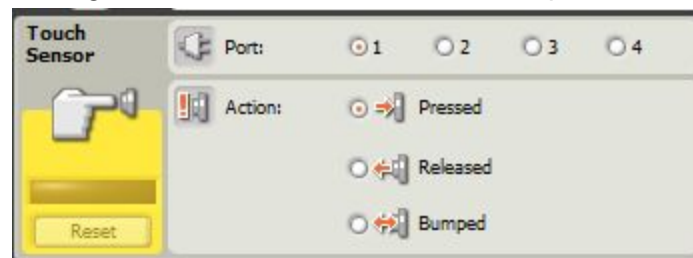 Touch
Sensor
Port: 1 2 3 4
Action: Pressed
Released
Bumped
Reset